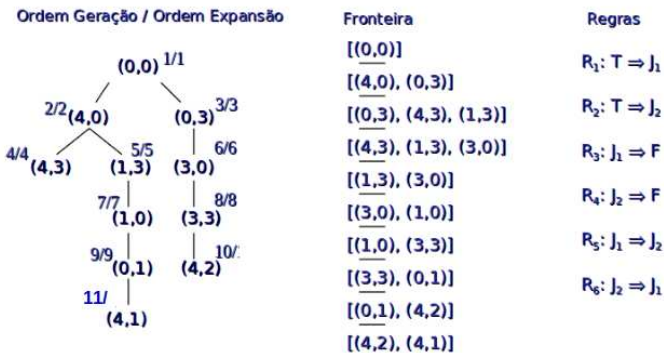 Ordem Geração / Ordem Expansão
(0,0) 1/1
2/2 (4,0) (0,3) 3/3
4/4 (4,3) 5/5 (1,3) 6/6 (3,0)
7/7 (1,0) 8/8 (3,3)
9/9 (0,1) 10/ (4,2)
11/ (4,1)
Fronteira
[(0,0)]
[(4,0), (0,3)]
[(0,3), (4,3), (1,3)]
[(4,3), (1,3), (3,0)]
[(1,3), (3,0)]
[(3,0), (1,0)]
[(1,0), (3,3)]
[(3,3), (0,1)]
[(0,1), (4,2)]
[(4,2), (4,1)]
Regras
R₁: T ⇒ J₁
R₂: T ⇒ J₂
R₃: J₁ ⇒ F
R₄: J₂ ⇒ F
R₅: J₁ ⇒ J₂
R₆: J₂ ⇒ J₁